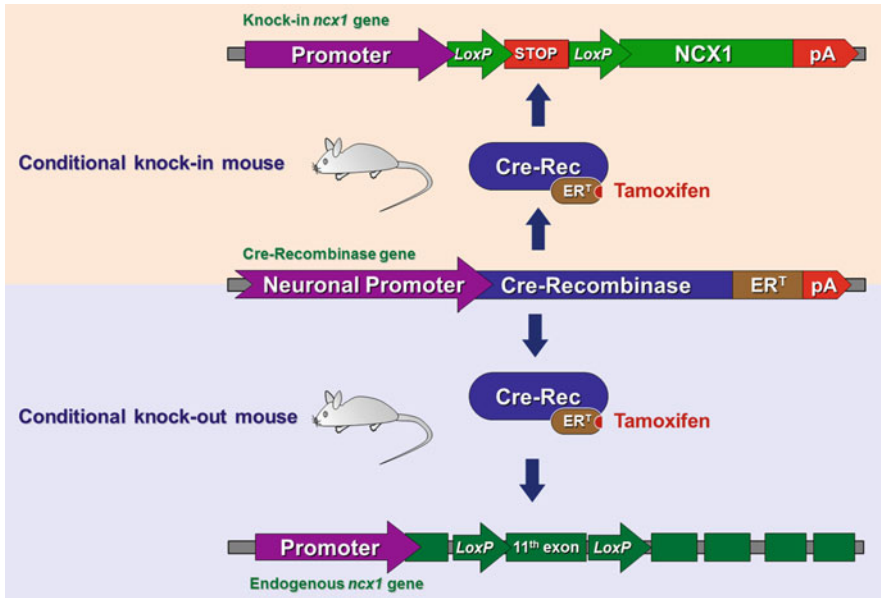 Knock-in ncx1 gene
Promoter LoxP STOP LoxP NCX1 pA
Conditional knock-in mouse
Cre-Rec
ERᵀ Tamoxifen
Cre-Recombinase gene
Neuronal Promoter Cre-Recombinase ERᵀ pA
Cre-Rec
Conditional knock-out mouse
ERᵀ Tamoxifen
Promoter LoxP 11ᵗʰ exon LoxP
Endogenous ncx1 gene